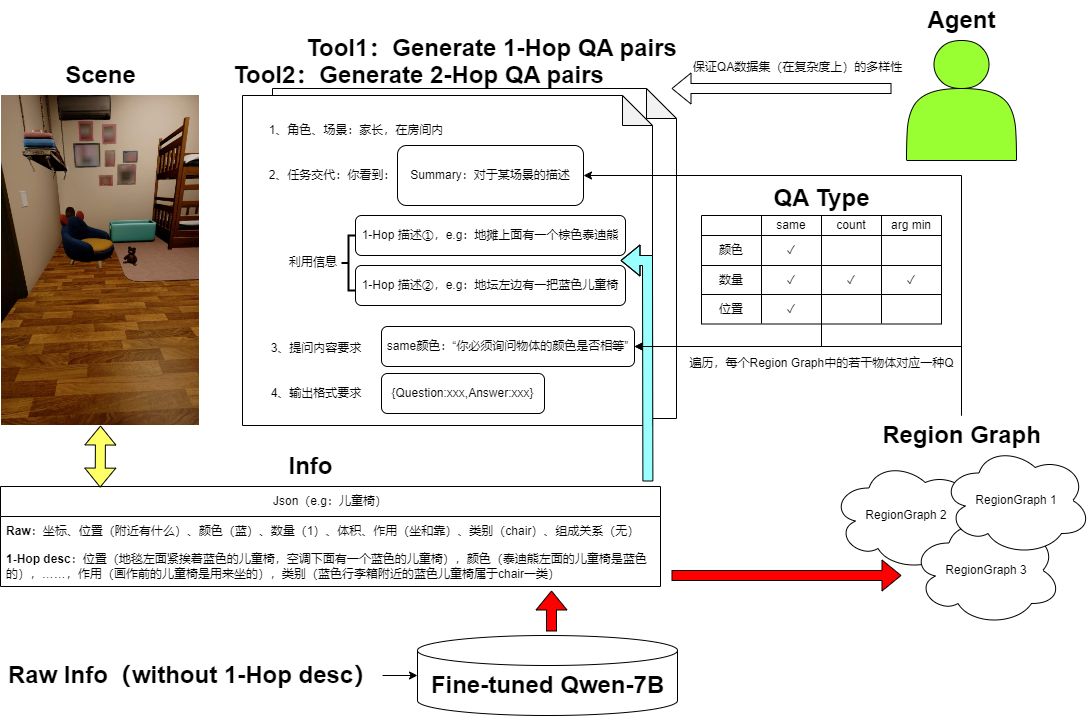 Agent
Tool1：Generate 1-Hop QA pairs
Scene
Tool2：Generate 2-Hop QA pairs
保证QA数据集（在复杂度上）的多样性
1、角色、场景：家长，在房间内
2、任务交代：你看到：
Summary：对于某场景的描述
QA Type
same count arg min
颜色 ✓
数量 ✓ ✓ ✓
位置 ✓
利用信息
1-Hop 描述①，e.g：地摊上面有一个棕色泰迪熊
1-Hop 描述②，e.g：地坛左边有一把蓝色儿童椅
3、提问内容要求
same颜色：“你必须询问物体的颜色是否相等”
遍历，每个Region Graph中的若干物体对应一种Q
4、输出格式要求
{Question:xxx,Answer:xxx}
Region Graph
RegionGraph 1
RegionGraph 2
RegionGraph 3
Info
Json（e.g：儿童椅）
Raw：坐标、位置（附近有什么）、颜色（蓝）、数量（1）、体积、作用（坐和靠）、类别（chair）、组成关系（无）
1-Hop desc：位置（地毯左面紧挨着蓝色的儿童椅，空调下面有一个蓝色的儿童椅），颜色（泰迪熊左面的儿童椅是蓝色
的），……，作用（画作前的儿童椅是用来坐的），类别（蓝色行李箱附近的蓝色儿童椅属于chair一类）
Raw Info（without 1-Hop desc）
Fine-tuned Qwen-7B